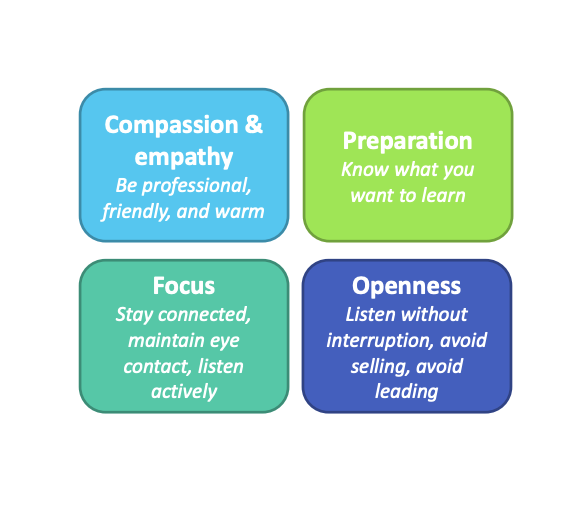 Compassion &
empathy
Be professional,
friendly, and warm
Preparation
Know what you
want to learn
Focus
Stay connected,
maintain eye
contact, listen
actively
Openness
Listen without
interruption, avoid
selling, avoid
leading